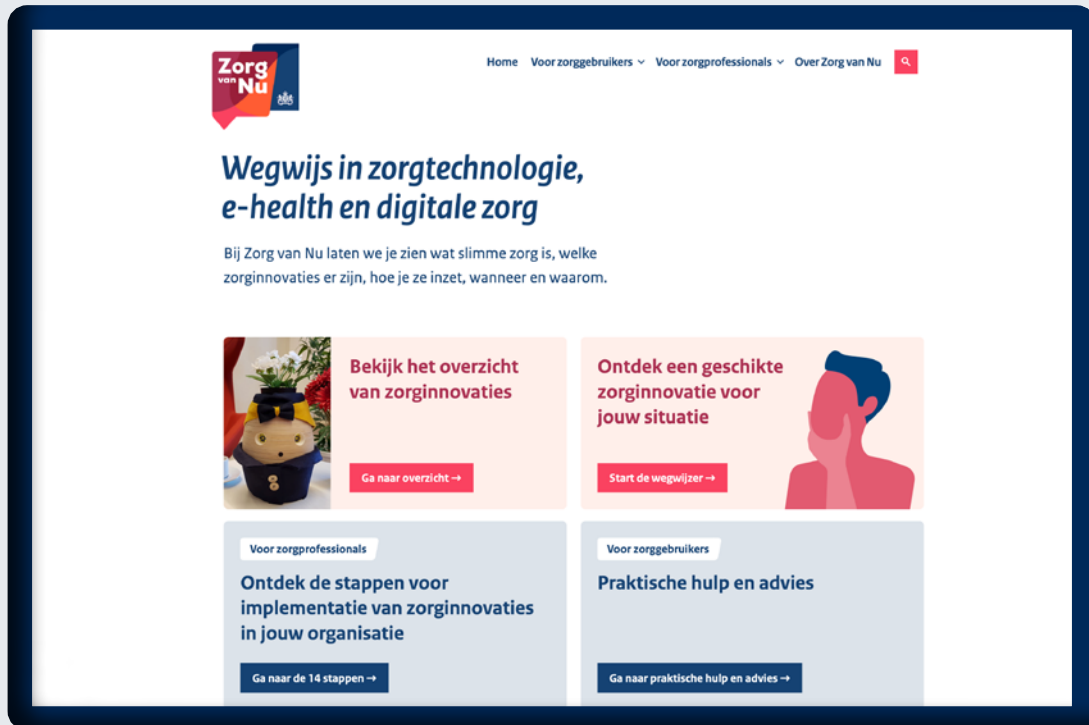 Zorg
van Nu
Home Voor zorggebruikers Voor zorgprofessionals Over Zorg van Nu
Wegwijs in zorgtechnologie,
e-health en digitale zorg
Bij Zorg van Nu laten we je zien wat slimme zorg is, welke
zorginnovaties er zijn, hoe je ze inzet, wanneer en waarom.
Bekijk het overzicht
van zorginnovaties
Ga naar overzicht →
Ontdek een geschikte
zorginnovatie voor
jouw situatie
Start de wegwijzer →
Voor zorgprofessionals
Ontdek de stappen voor
implementatie van zorginnovaties
in jouw organisatie
Ga naar de 14 stappen →
Voor zorggebruikers
Praktische hulp en advies
Ga naar praktische hulp en advies →